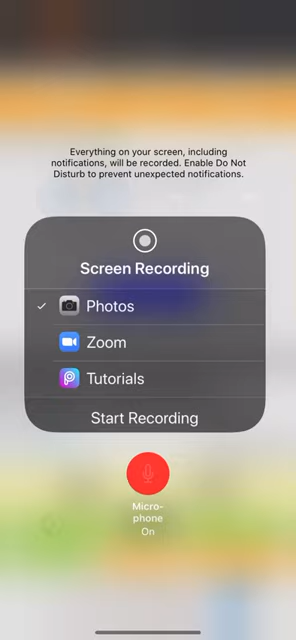 Everything on your screen, including
notifications, will be recorded. Enable Do Not
Disturb to prevent unexpected notifications.
Screen Recording
Photos
Zoom
Tutorials
Start Recording
Micro-
phone
On